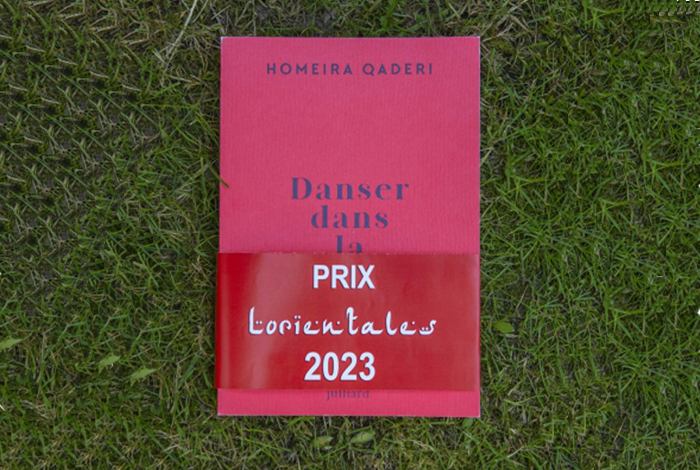 HOMEIRA QADERI
Danser
dans
la
PRIX
Lorientales
2023
julliard